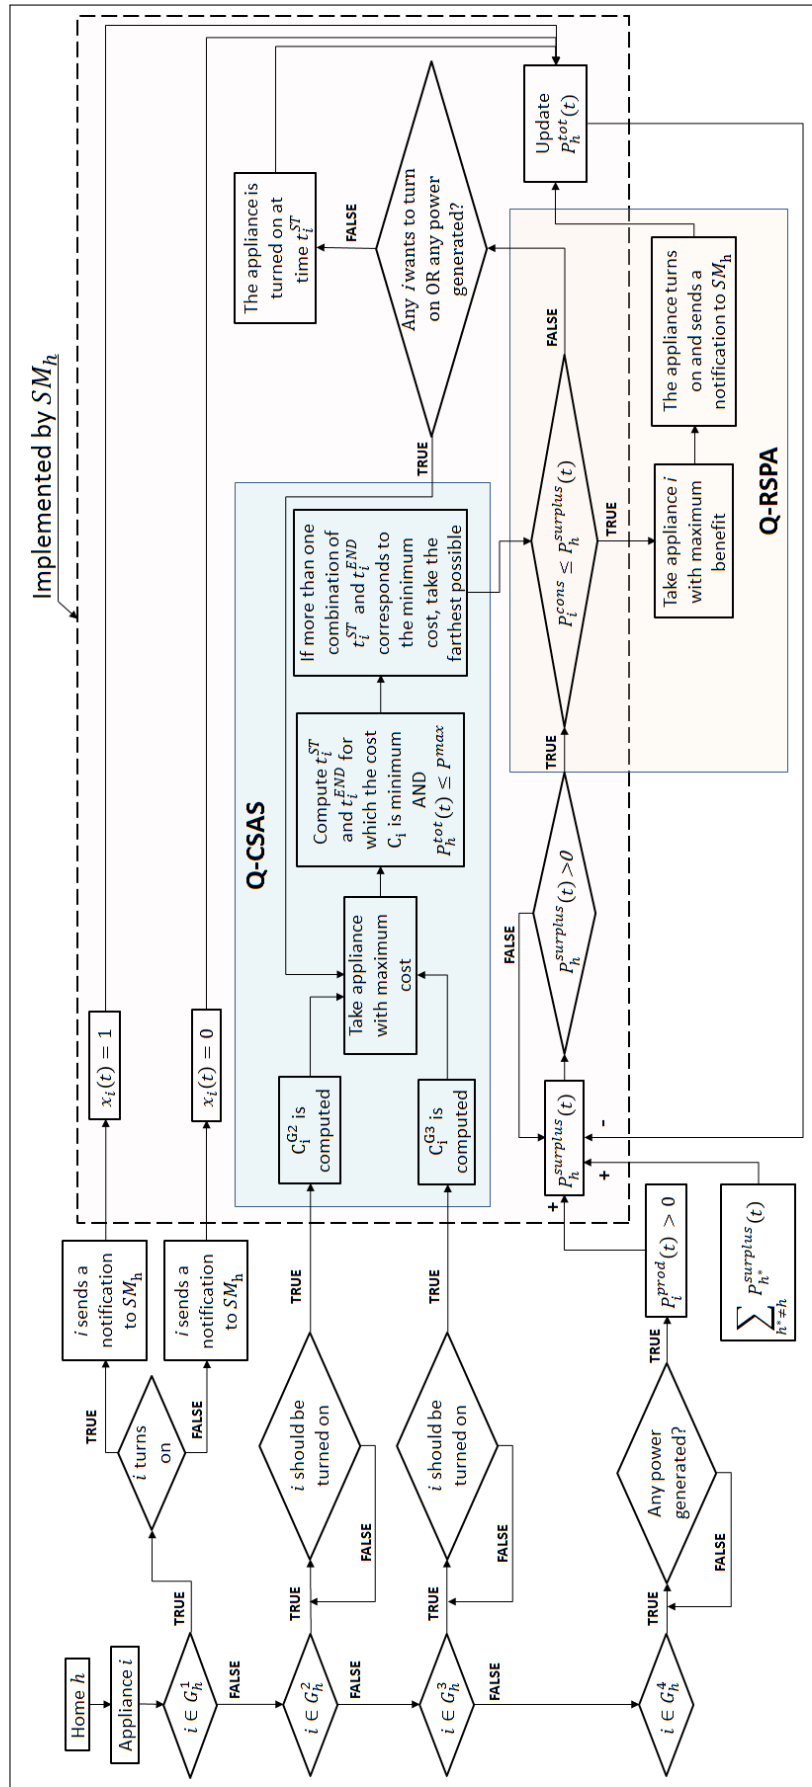 Home h
Appliance i
i ∈ G_h^1
TRUE
FALSE
i turns
on
TRUE
FALSE
i sends a
notification
to SM_h
i sends a
notification
to SM_h
x_i(t) = 1
x_i(t) = 0
Implemented by SM_h
i ∈ G_h^2
TRUE
FALSE
i should be
turned on
TRUE
FALSE
i ∈ G_h^3
TRUE
FALSE
i should be
turned on
TRUE
FALSE
i ∈ G_h^4
TRUE
Any power
generated?
TRUE
FALSE
P_i^prod(t) > 0
∑_{h*≠h} P_{h*}^surplus(t)
Q-CSAS
C_i^G2 is
computed
C_i^G3 is
computed
Take appliance
with maximum
cost
Compute t_i^ST
and t_i^END for
which the cost
C_i is minimum
AND
P_h^tot(t) ≤ P^max
If more than one
combination of
t_i^ST and t_i^END
corresponds to
the minimum
cost, take the
farthest possible
+
+
-
P_h^surplus(t)
FALSE
P_h^surplus(t) >0
TRUE
P_i^cons ≤ P_h^surplus(t)
TRUE
FALSE
Take appliance i
with maximum
benefit
The appliance turns
on and sends a
notification to SM_h
Q-RSPA
TRUE
Any i wants to turn
on OR any power
generated?
FALSE
The appliance is
turned on at
time t_i^ST
Update
P_h^tot(t)